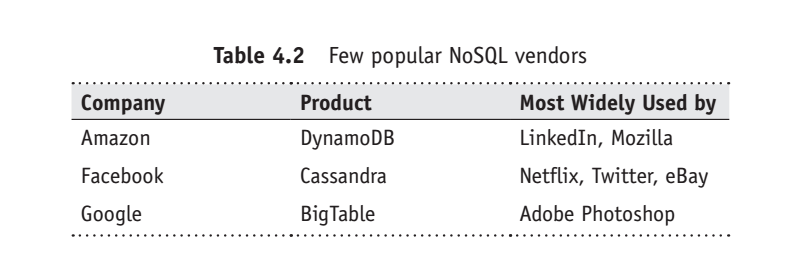 Table 4.2 Few popular NoSQL vendors
Company Product Most Widely Used by
Amazon DynamoDB LinkedIn, Mozilla
Facebook Cassandra Netflix, Twitter, eBay
Google BigTable Adobe Photoshop